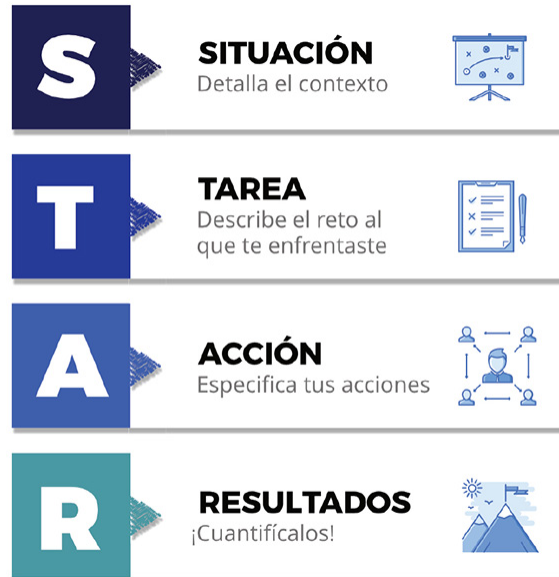 S
SITUACIÓN
Detalla el contexto
T
TAREA
Describe el reto al
que te enfrentaste
A
ACCIÓN
Especifica tus acciones
R
RESULTADOS
¡Cuantifícalos!